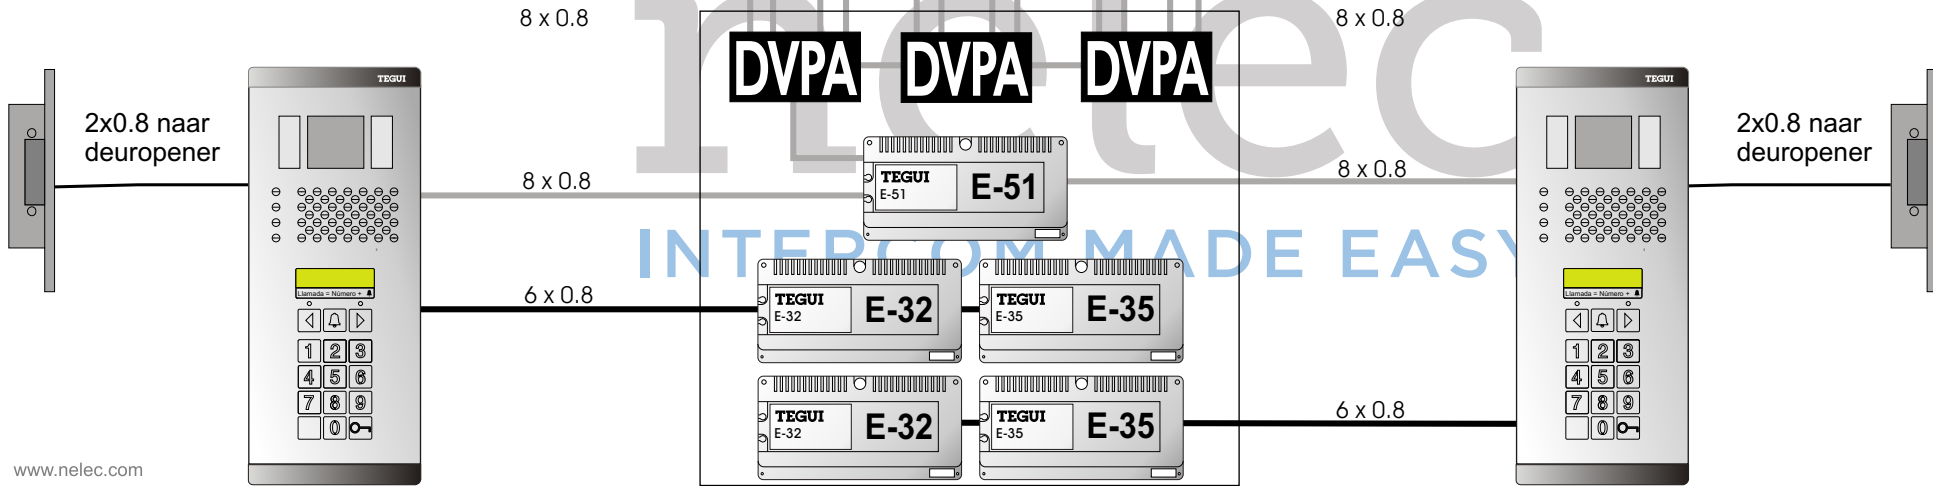 8 x 0.8
8 x 0.8
nelec
DVPA
DVPA
DVPA
TEGUI
TEGUI
2x0.8 naar
deuropener
2x0.8 naar
deuropener
8 x 0.8
TEGUI
E-51
E-51
8 x 0.8
INTERCOM MADE EASY
6 x 0.8
TEGUI
E-32
E-32
TEGUI
E-35
E-35
Llamada = Número +
Llamada = Número +
1 2 3
4 5 6
7 8 9
0
1 2 3
4 5 6
7 8 9
0
TEGUI
E-32
E-32
TEGUI
E-35
E-35
6 x 0.8
www.nelec.com